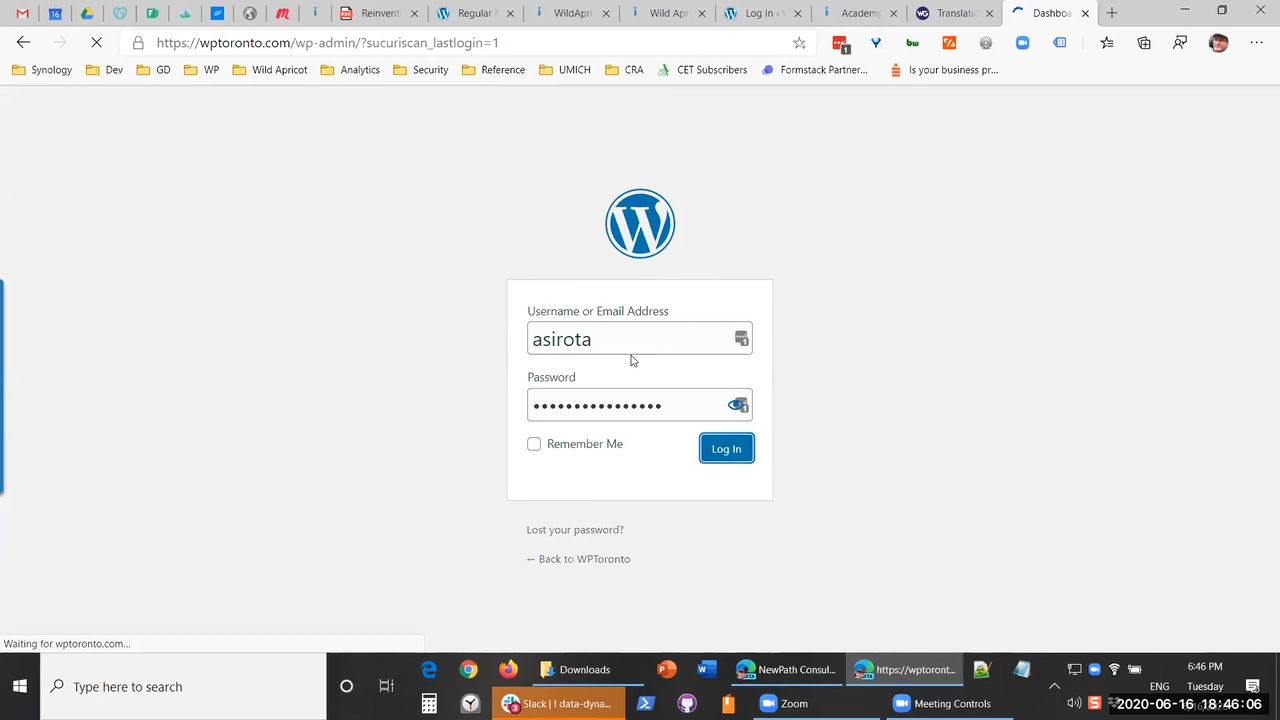 Reinvent
Regular M
WildApri
Wild Apri
Log In ‹ V
Academy
Translatio
Dashboa
https://wptoronto.com/wp-admin/?sucuriscan_lastlogin=1
Synology
Dev
GD
WP
Wild Apricot
Analytics
Security
Reference
UMICH
CRA
CET Subscribers
Formstack Partner...
Is your business pr...
Username or Email Address
asirota
Password
••••••••••••••••
Remember Me
Log In
Lost your password?
← Back to WPToronto
Waiting for wptoronto.com...
Downloads
NewPath Consul...
https://wptoront...
6:46 PM
Type here to search
Slack | ! data-dyna...
Zoom
Meeting Controls
ENG
Tuesday
2020-06-16 18:46:06